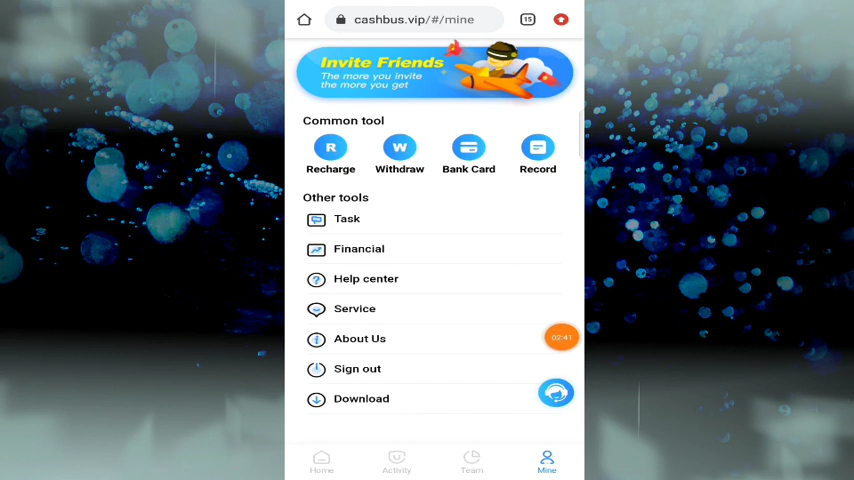 cashbus.vip/#/mine
15
Invite Friends
The more you invite
the more you get
Common tool
R
W
Recharge
Withdraw
Bank Card
Record
Other tools
Task
Financial
Help center
Service
About Us
02:41
Sign out
Download
Home
Activity
Team
Mine